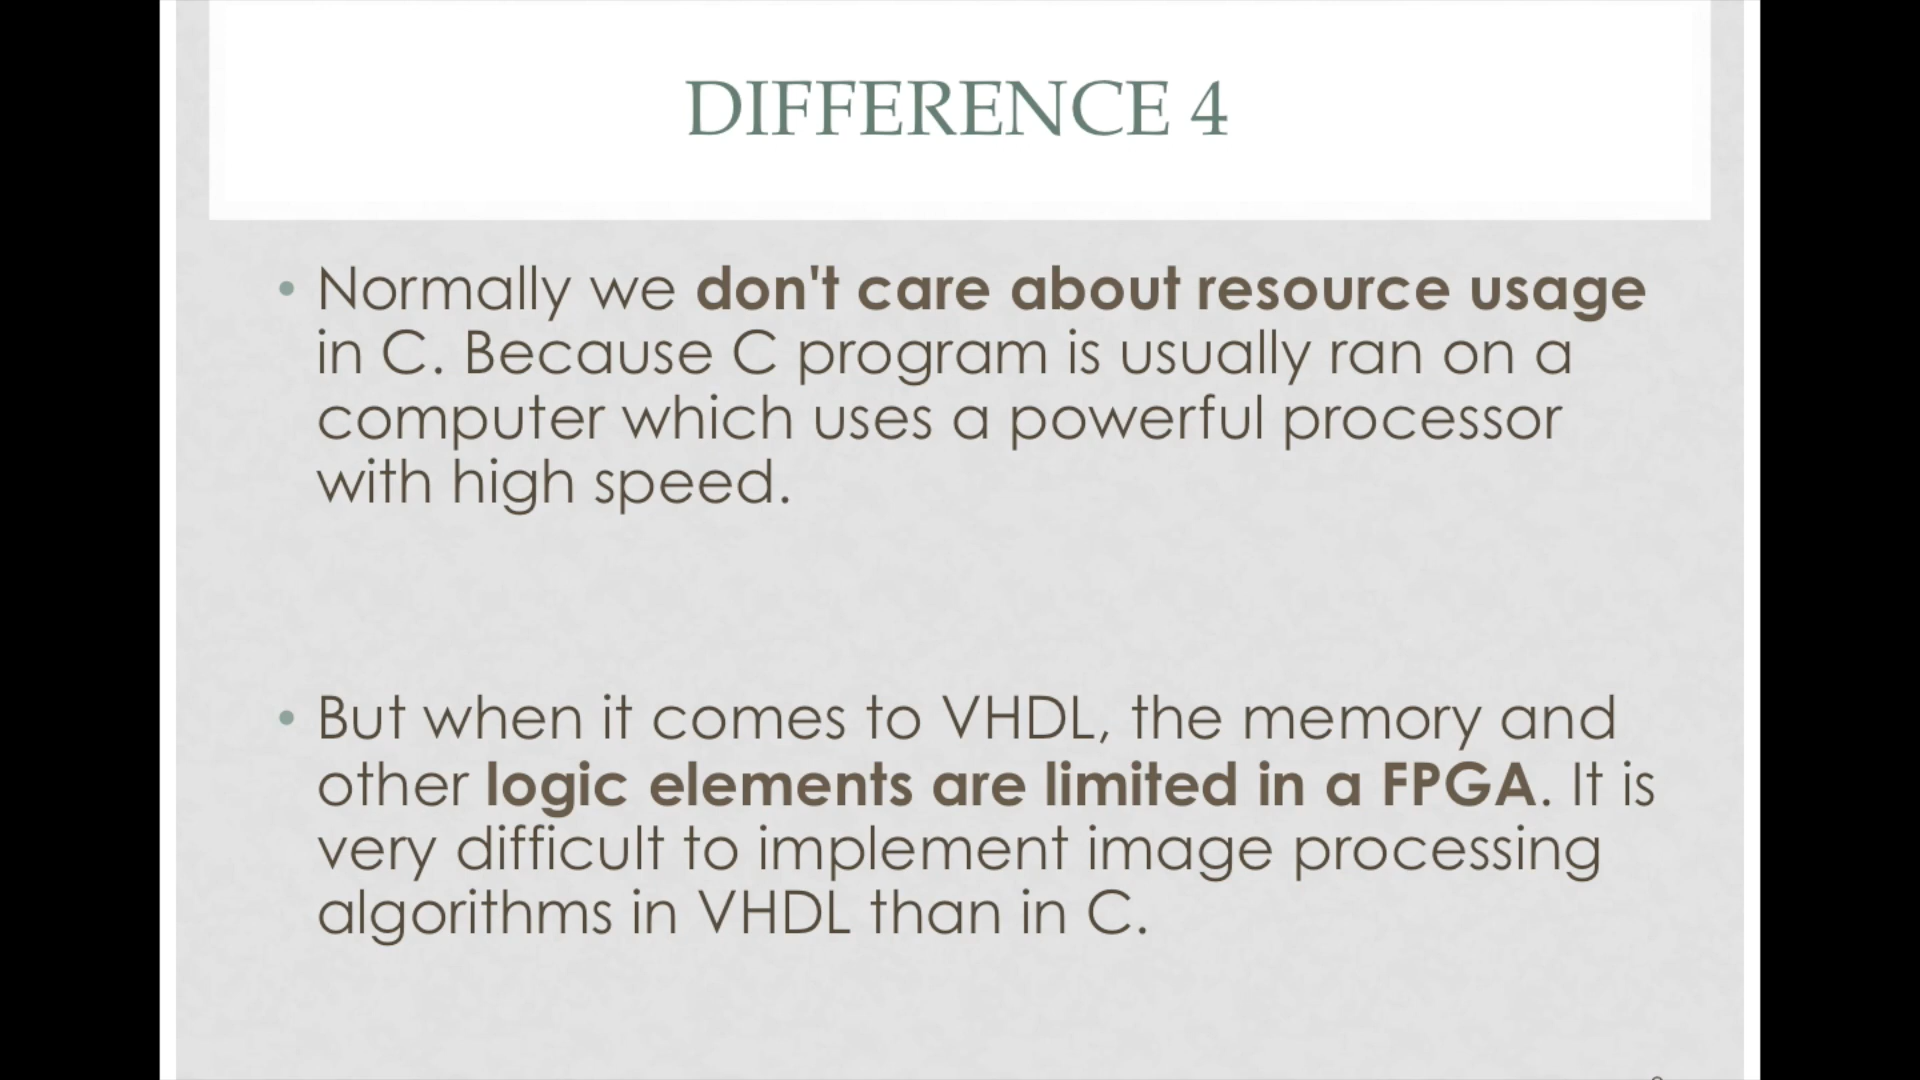 DIFFERENCE 4
• Normally we don't care about resource usage
in C. Because C program is usually ran on a
computer which uses a powerful processor
with high speed.
• But when it comes to VHDL, the memory and
other logic elements are limited in a FPGA. It is
very difficult to implement image processing
algorithms in VHDL than in C.